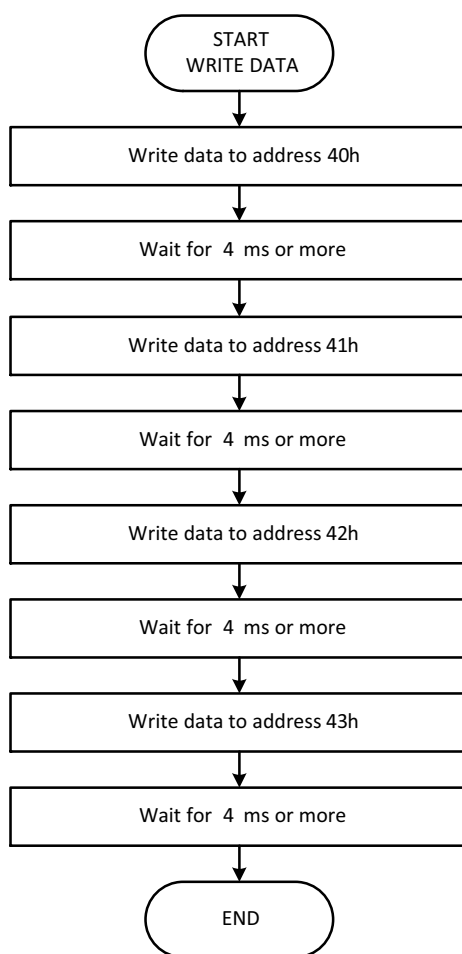 START
WRITE DATA
Write data to address 40h
Wait for  4  ms or more
Write data to address 41h
Wait for  4  ms or more
Write data to address 42h
Wait for  4  ms or more
Write data to address 43h
Wait for  4  ms or more
END